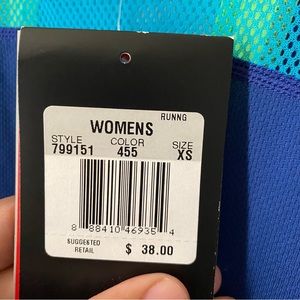 RUNNG
WOMENS
STYLE COLOR SIZE
799151 455 XS
8 88410 46935 4
SUGGESTED
RETAIL $ 38.00